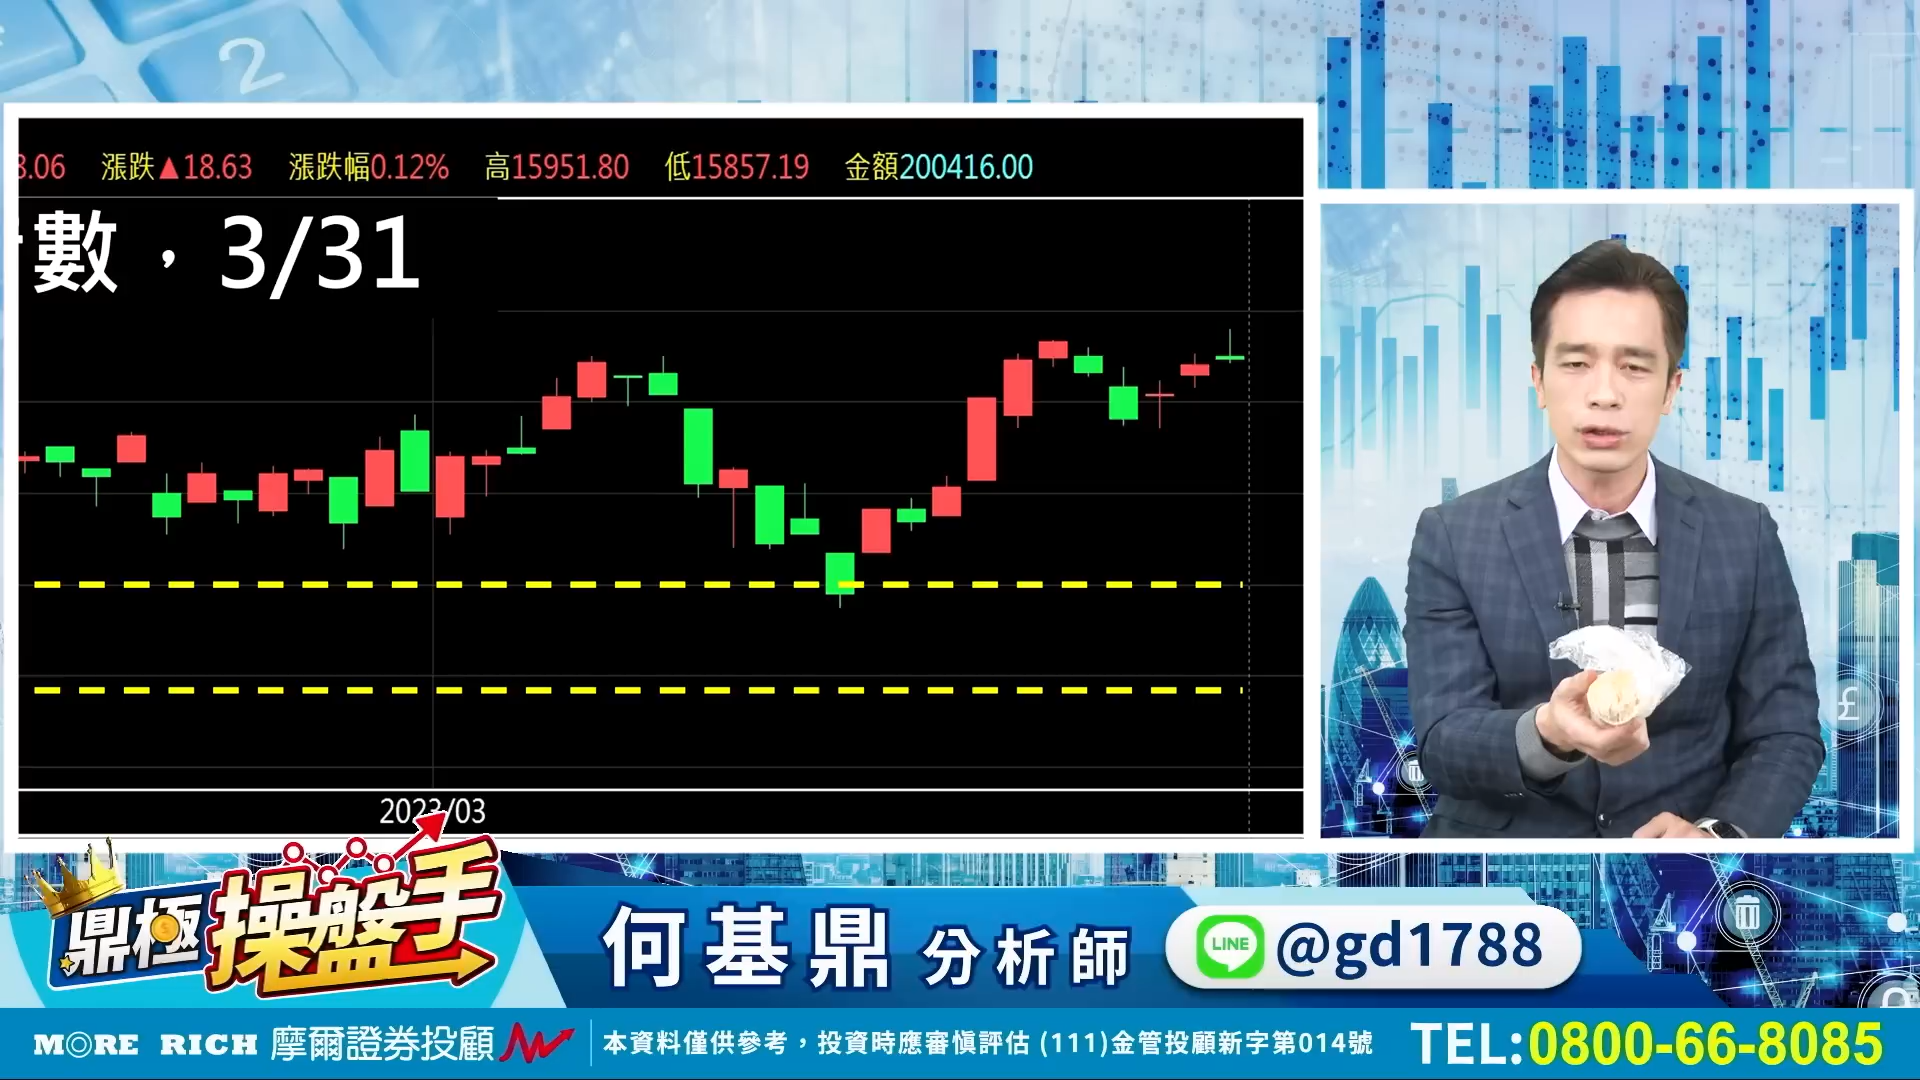 8.06 漲跌▲18.63 漲跌幅0.12% 高15951.80 低15857.19 金額200416.00
數，3/31
2023/03
鼎極操盤手
何基鼎 分析師
LINE @gd1788
MORE RICH 摩爾證券投顧
本資料僅供參考，投資時應審慎評估 (111)金管投顧新字第014號
TEL:0800-66-8085